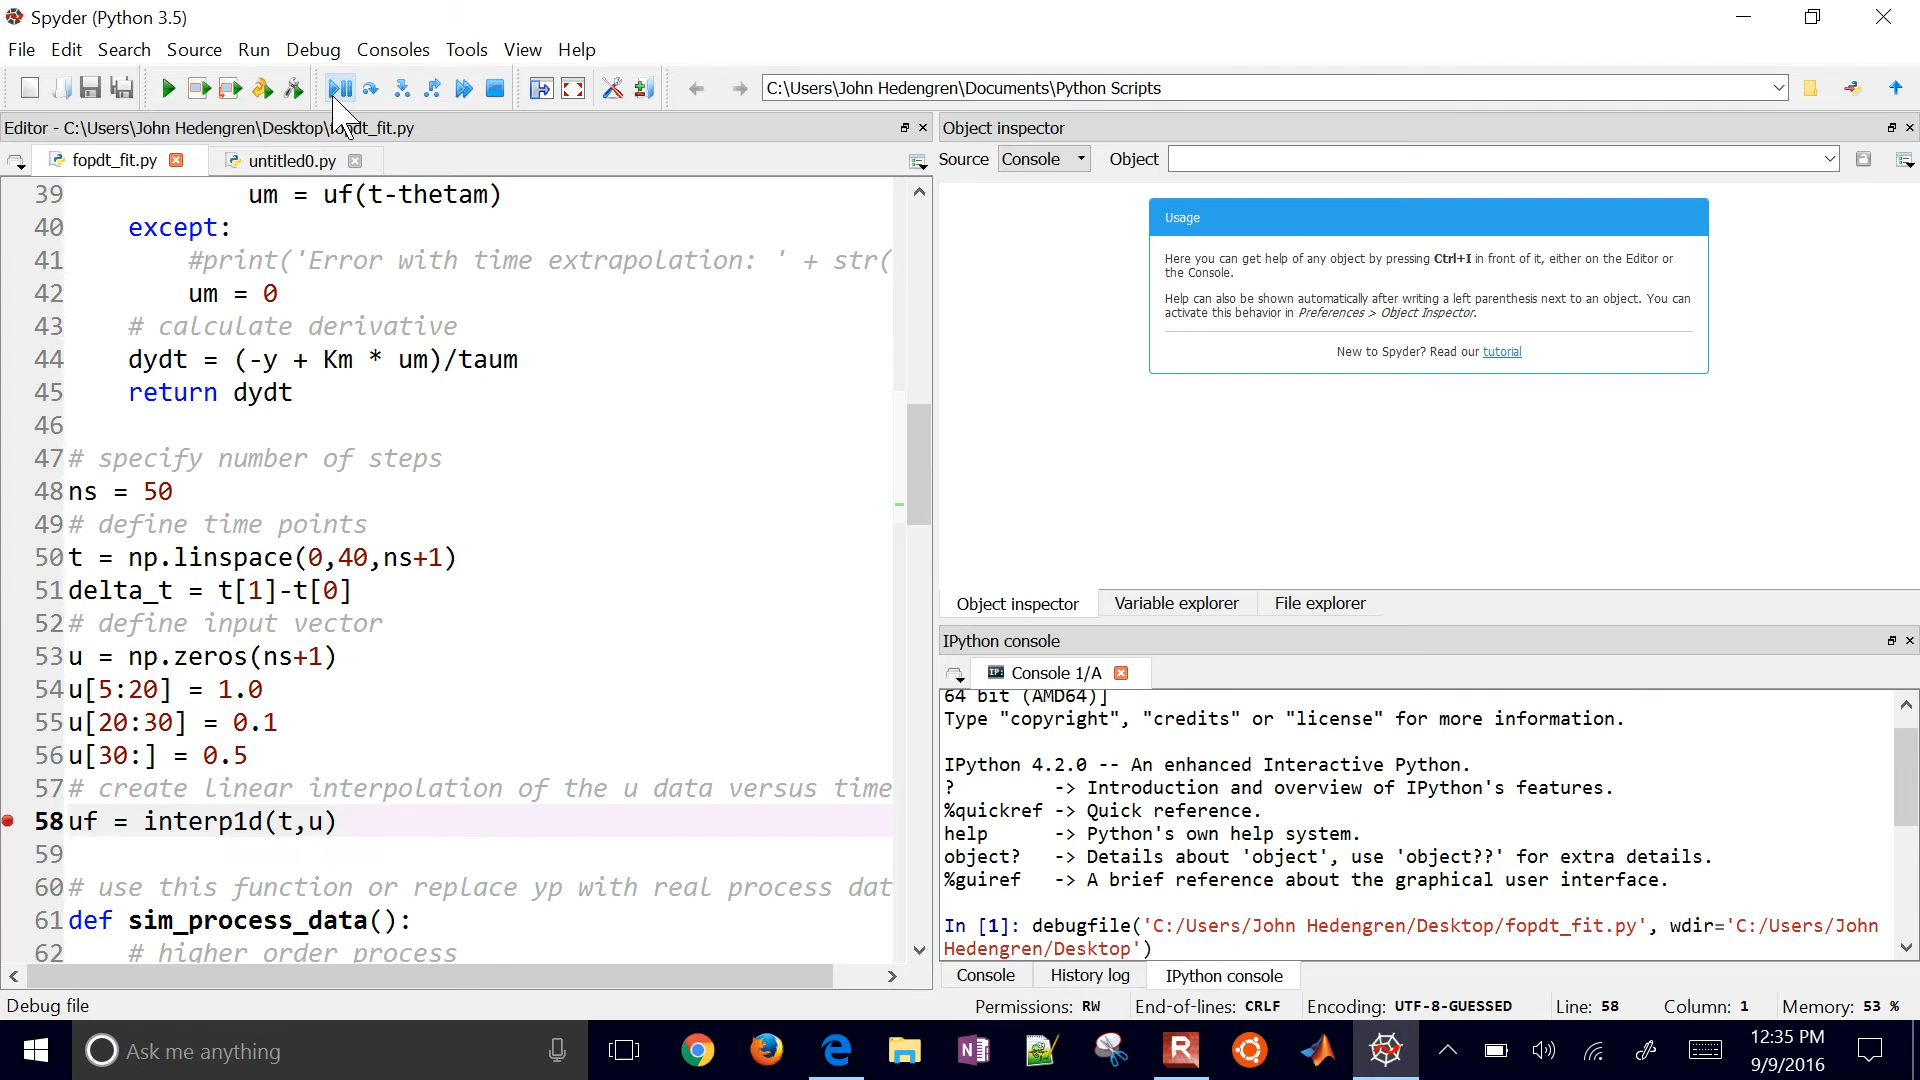 Spyder (Python 3.5)
File Edit Search Source Run Debug Consoles Tools View Help
C:\Users\John Hedengren\Documents\Python Scripts
Editor - C:\Users\John Hedengren\Desktop\fopdt_fit.py
fopdt_fit.py
untitled0.py
39 um = uf(t-thetam)
40 except:
41 #print('Error with time extrapolation: ' + str(
42 um = 0
43 # calculate derivative
44 dydt = (-y + Km * um)/taum
45 return dydt
46
47 # specify number of steps
48 ns = 50
49 # define time points
50 t = np.linspace(0,40,ns+1)
51 delta_t = t[1]-t[0]
52 # define input vector
53 u = np.zeros(ns+1)
54 u[5:20] = 1.0
55 u[20:30] = 0.1
56 u[30:] = 0.5
57 # create linear interpolation of the u data versus time
58 uf = interp1d(t,u)
59
60 # use this function or replace yp with real process dat
61 def sim_process_data():
62 # higher order process
Object inspector
Source Console Object
Usage
Here you can get help of any object by pressing Ctrl+I in front of it, either on the Editor or
the Console.
Help can also be shown automatically after writing a left parenthesis next to an object. You can
activate this behavior in Preferences > Object Inspector.
New to Spyder? Read our tutorial
Object inspector Variable explorer File explorer
IPython console
Console 1/A
64 bit (AMD64)]
Type "copyright", "credits" or "license" for more information.
IPython 4.2.0 -- An enhanced Interactive Python.
? -> Introduction and overview of IPython's features.
%quickref -> Quick reference.
help -> Python's own help system.
object? -> Details about 'object', use 'object??' for extra details.
%guiref -> A brief reference about the graphical user interface.
In [1]: debugfile('C:/Users/John Hedengren/Desktop/fopdt_fit.py', wdir='C:/Users/John
Hedengren/Desktop')
Console History log IPython console
Debug file
Permissions: RW End-of-lines: CRLF Encoding: UTF-8-GUESSED Line: 58 Column: 1 Memory: 53 %
Ask me anything
12:35 PM
9/9/2016